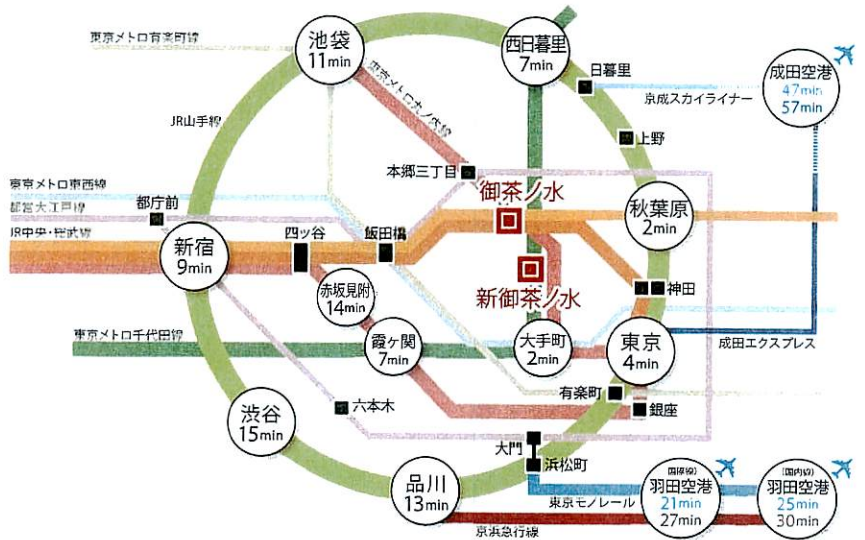 東京メトロ有楽町線
池袋
11min
西日暮里
7min
日暮里
成田空港
47min
57min
京成スカイライナー
JR山手線
東京メトロ丸ノ内線
上野
本郷三丁目
東京メトロ東西線
都営大江戸線
都庁前
JR中央・総武線
御茶ノ水
秋葉原
2min
新宿
9min
四ッ谷
飯田橋
新御茶ノ水
神田
赤坂見附
14min
東京メトロ千代田線
霞ヶ関
7min
大手町
2min
東京
4min
成田エクスプレス
有楽町
銀座
六本木
渋谷
15min
大門
浜松町
品川
13min
東京モノレール
京浜急行線
(国際線)
羽田空港
21min
27min
(国内線)
羽田空港
25min
30min